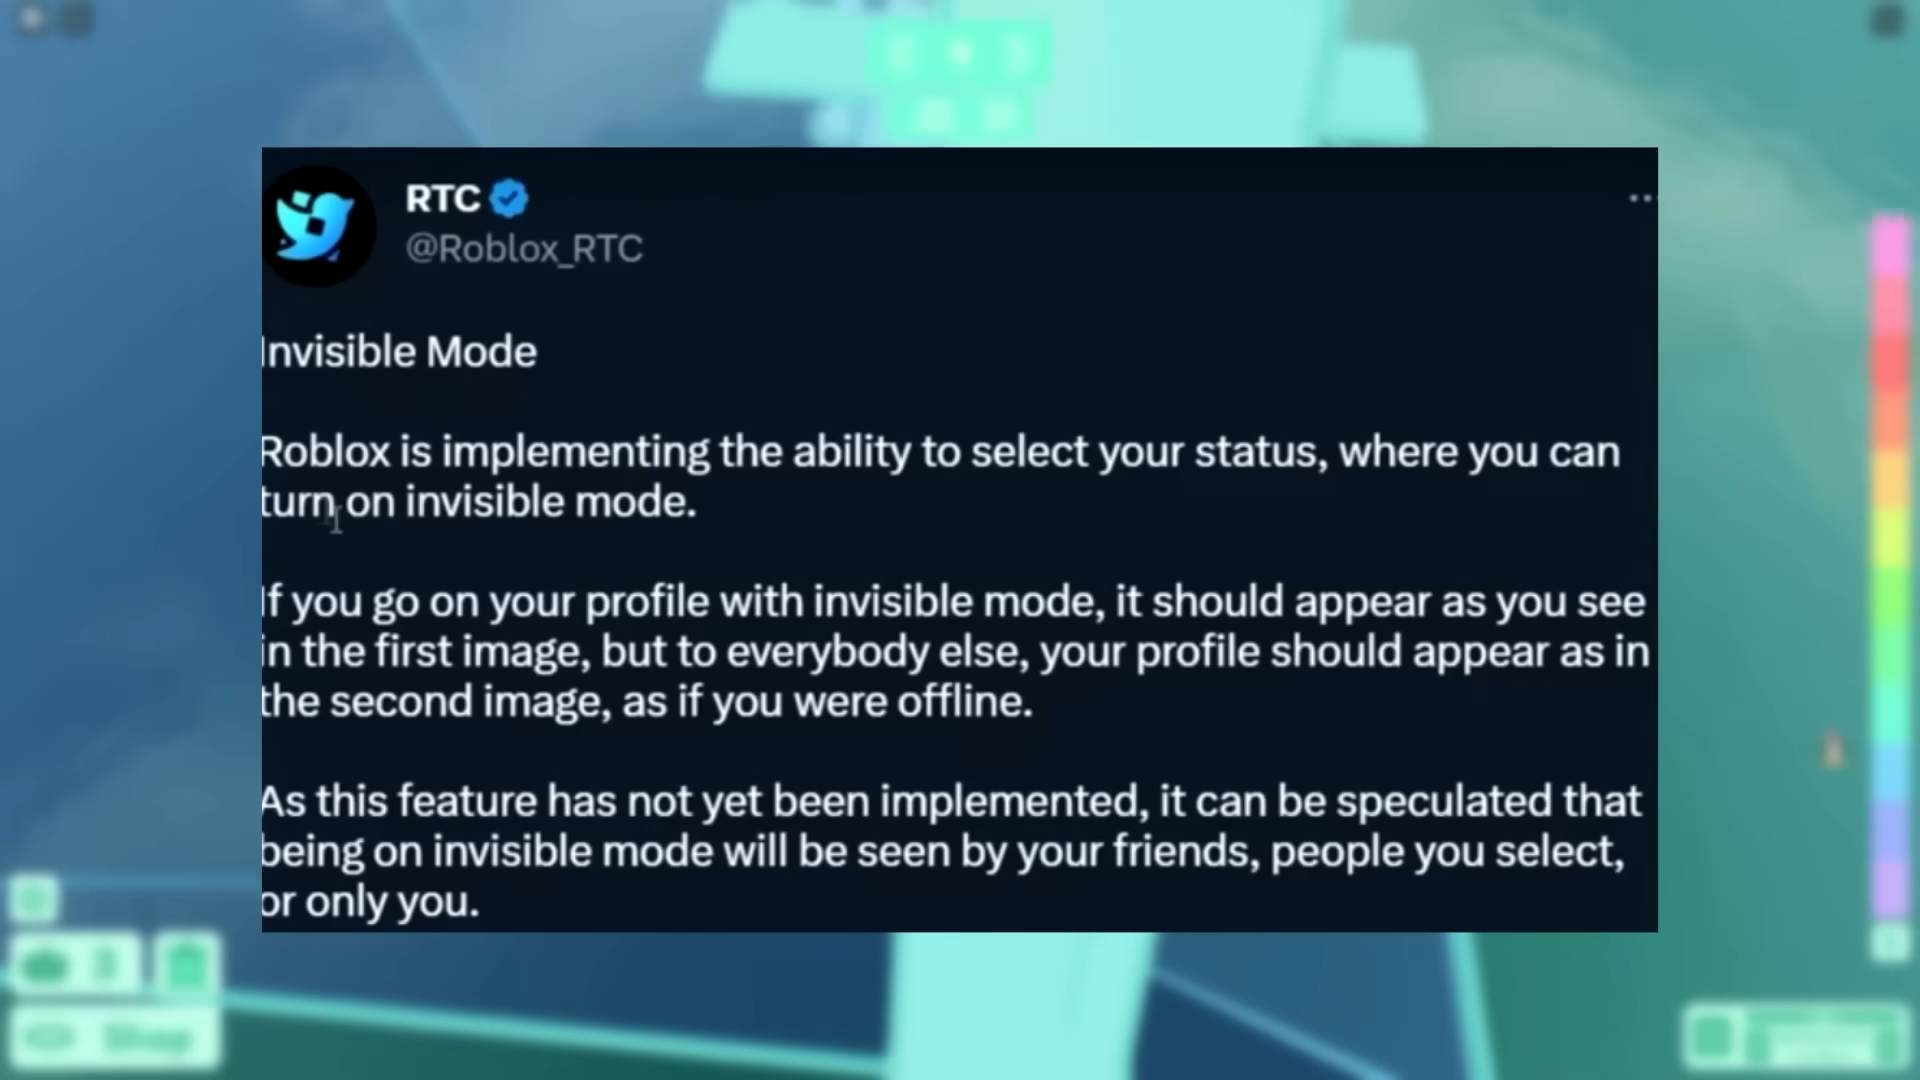 RTC
@Roblox_RTC
Invisible Mode
Roblox is implementing the ability to select your status, where you can
turn on invisible mode.
If you go on your profile with invisible mode, it should appear as you see
in the first image, but to everybody else, your profile should appear as in
the second image, as if you were offline.
As this feature has not yet been implemented, it can be speculated that
being on invisible mode will be seen by your friends, people you select,
or only you.
3
Shop